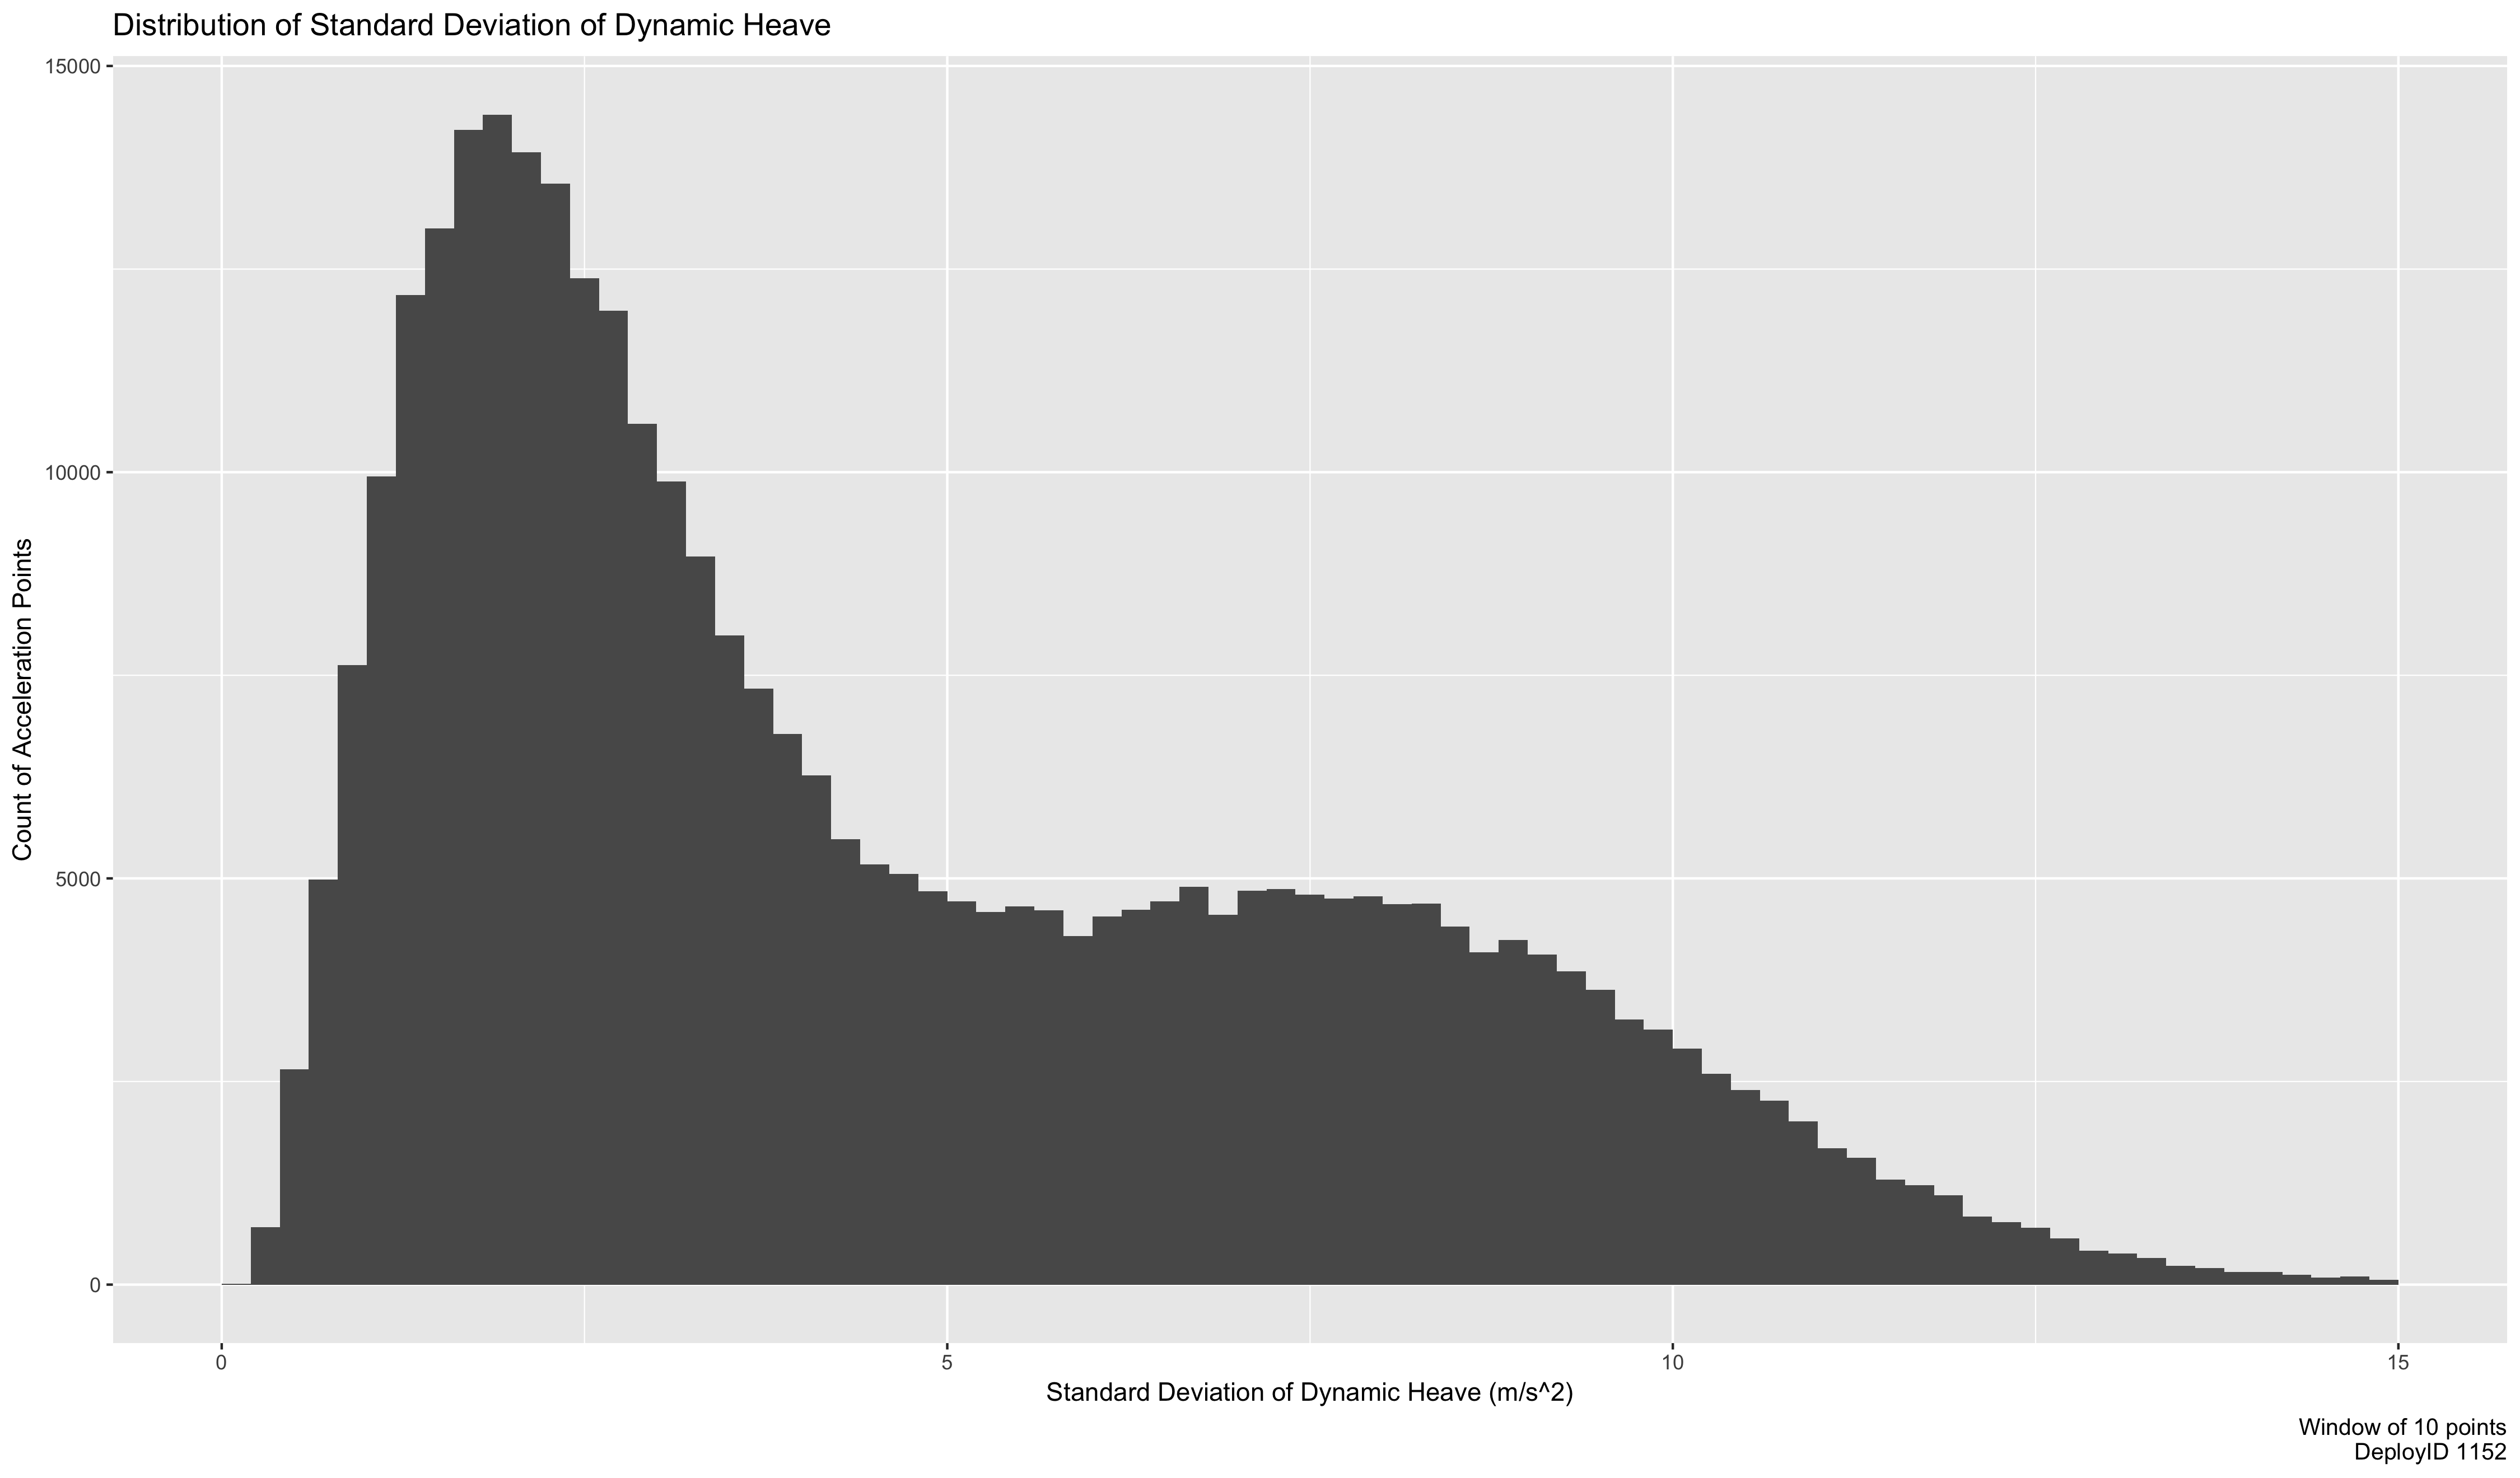 Distribution of Standard Deviation of Dynamic Heave
Count of Acceleration Points
15000
10000
5000
0
0
5
10
15
Standard Deviation of Dynamic Heave (m/s^2)
Window of 10 points
DeployID 1152